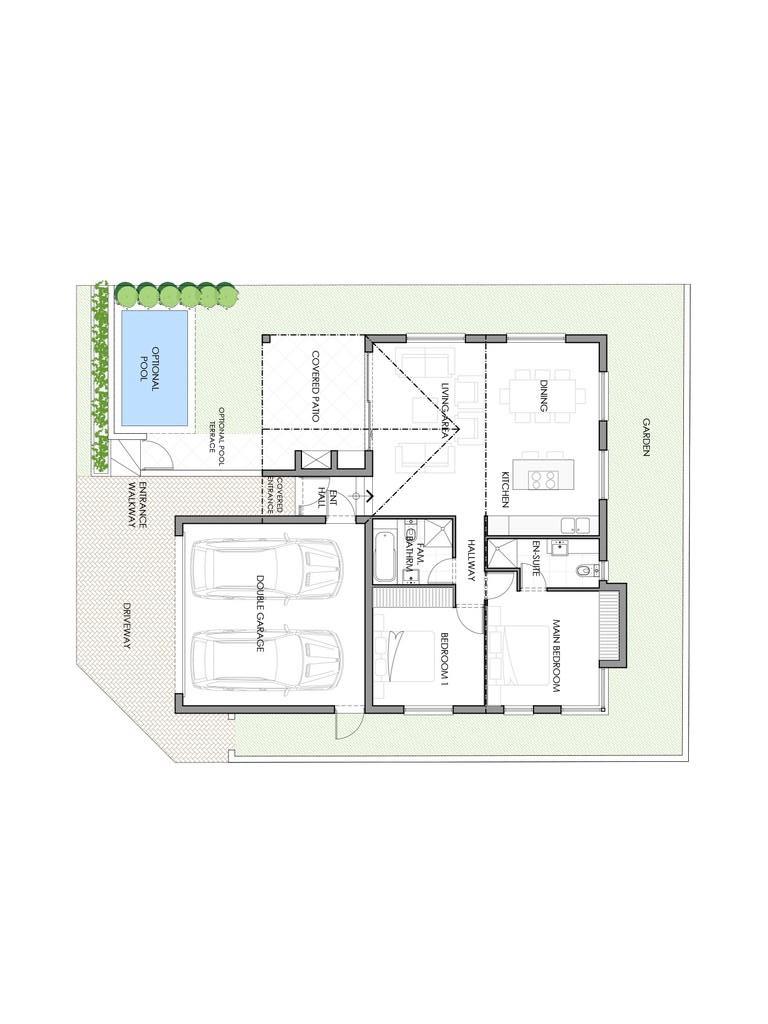 GARDEN
DINING
KITCHEN
MAIN BEDROOM
EN-SUITE
HALLWAY
LIVING AREA
BEDROOM 1
FAM.
BATHRM
COVERED PATIO
ENT
HALL
COVERED
ENTRANCE
DOUBLE GARAGE
OPTIONAL POOL
TERRACE
OPTIONAL
POOL
ENTRANCE
WALKWAY
DRIVEWAY